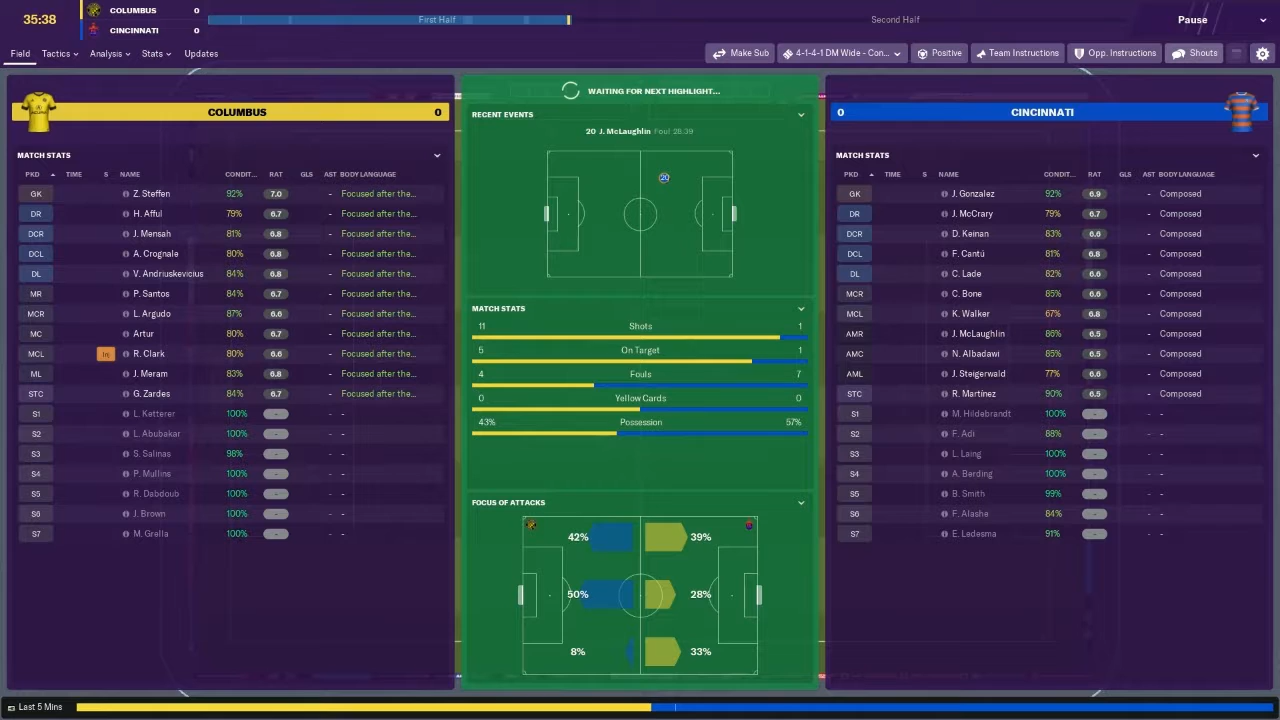 35:38
COLUMBUS 0
CINCINNATI 0
First Half
Second Half
Pause
Field Tactics Analysis Stats Updates
Make Sub 4-1-4-1 DM Wide - Con... Positive Team Instructions Opp. Instructions Shouts
COLUMBUS 0
MATCH STATS
PKD TIME S NAME CONDIT... RAT GLS AST BODY LANGUAGE
GK Z. Steffen 92% 7.0 - Focused after the...
DR H. Afful 79% 6.7 - Focused after the...
DCR J. Mensah 81% 6.8 - Focused after the...
DCL A. Crognale 80% 6.8 - Focused after the...
DL V. Andriuskevicius 84% 6.8 - Focused after the...
MR P. Santos 84% 6.7 - Focused after the...
MCR L. Argudo 87% 6.6 - Focused after the...
MC Artur 80% 6.7 - Focused after the...
MCL Inj R. Clark 80% 6.6 - Focused after the...
ML J. Meram 83% 6.8 - Focused after the...
STC G. Zardes 84% 6.7 - Focused after the...
S1 L. Ketterer 100% - - -
S2 L. Abubakar 100% - - -
S3 S. Salinas 98% - - -
S4 P. Mullins 100% - - -
S5 R. Dabdoub 100% - - -
S6 J. Brown 100% - - -
S7 M. Grella 100% - - -
WAITING FOR NEXT HIGHLIGHT...
RECENT EVENTS
20 J. McLaughlin Foul 28:39
20
MATCH STATS
11 Shots 1
5 On Target 1
4 Fouls 7
0 Yellow Cards 0
43% Possession 57%
FOCUS OF ATTACKS
42% 39%
50% 28%
8% 33%
0 CINCINNATI
MATCH STATS
PKD TIME S NAME CONDIT... RAT GLS AST BODY LANGUAGE
GK J. Gonzalez 92% 6.9 - Composed
DR J. McCrary 79% 6.7 - Composed
DCR D. Keinan 83% 6.6 - Composed
DCL F. Cantú 81% 6.8 - Composed
DL C. Lade 82% 6.6 - Composed
MCR C. Bone 85% 6.6 - Composed
MCL K. Walker 67% 6.8 - Composed
AMR J. McLaughlin 86% 6.5 - Composed
AMC N. Albadawi 85% 6.5 - Composed
AML J. Steigerwald 77% 6.6 - Composed
STC R. Martínez 90% 6.5 - Composed
S1 M. Hildebrandt 100% - - -
S2 F. Adi 88% - - -
S3 L. Laing 100% - - -
S4 A. Berding 100% - - -
S5 B. Smith 99% - - -
S6 F. Alashe 84% - - -
S7 E. Ledesma 91% - - -
Last 5 Mins